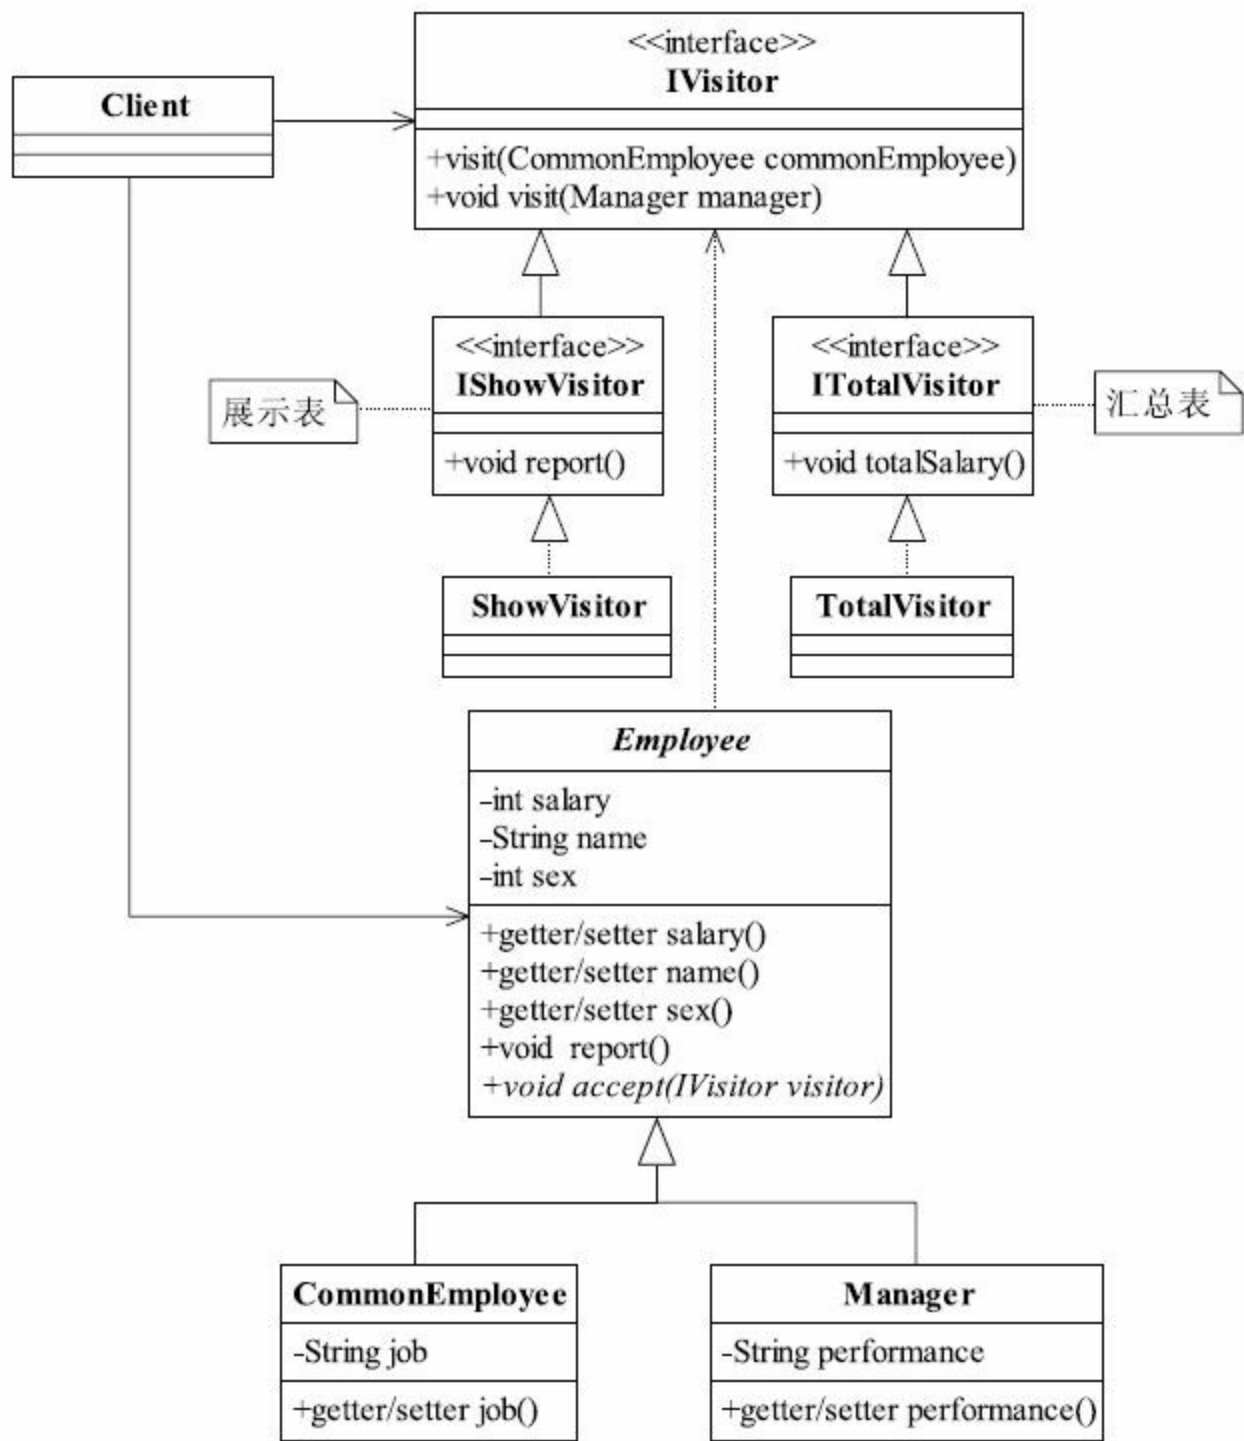 <<interface>>
IVisitor
+visit(CommonEmployee commonEmployee)
+void visit(Manager manager)
Client
<<interface>>
IShowVisitor
+void report()
展示表
<<interface>>
ITotalVisitor
+void totalSalary()
汇总表
ShowVisitor
TotalVisitor
Employee
-int salary
-String name
-int sex
+getter/setter salary()
+getter/setter name()
+getter/setter sex()
+void report()
+void accept(IVisitor visitor)
CommonEmployee
-String job
+getter/setter job()
Manager
-String performance
+getter/setter performance()